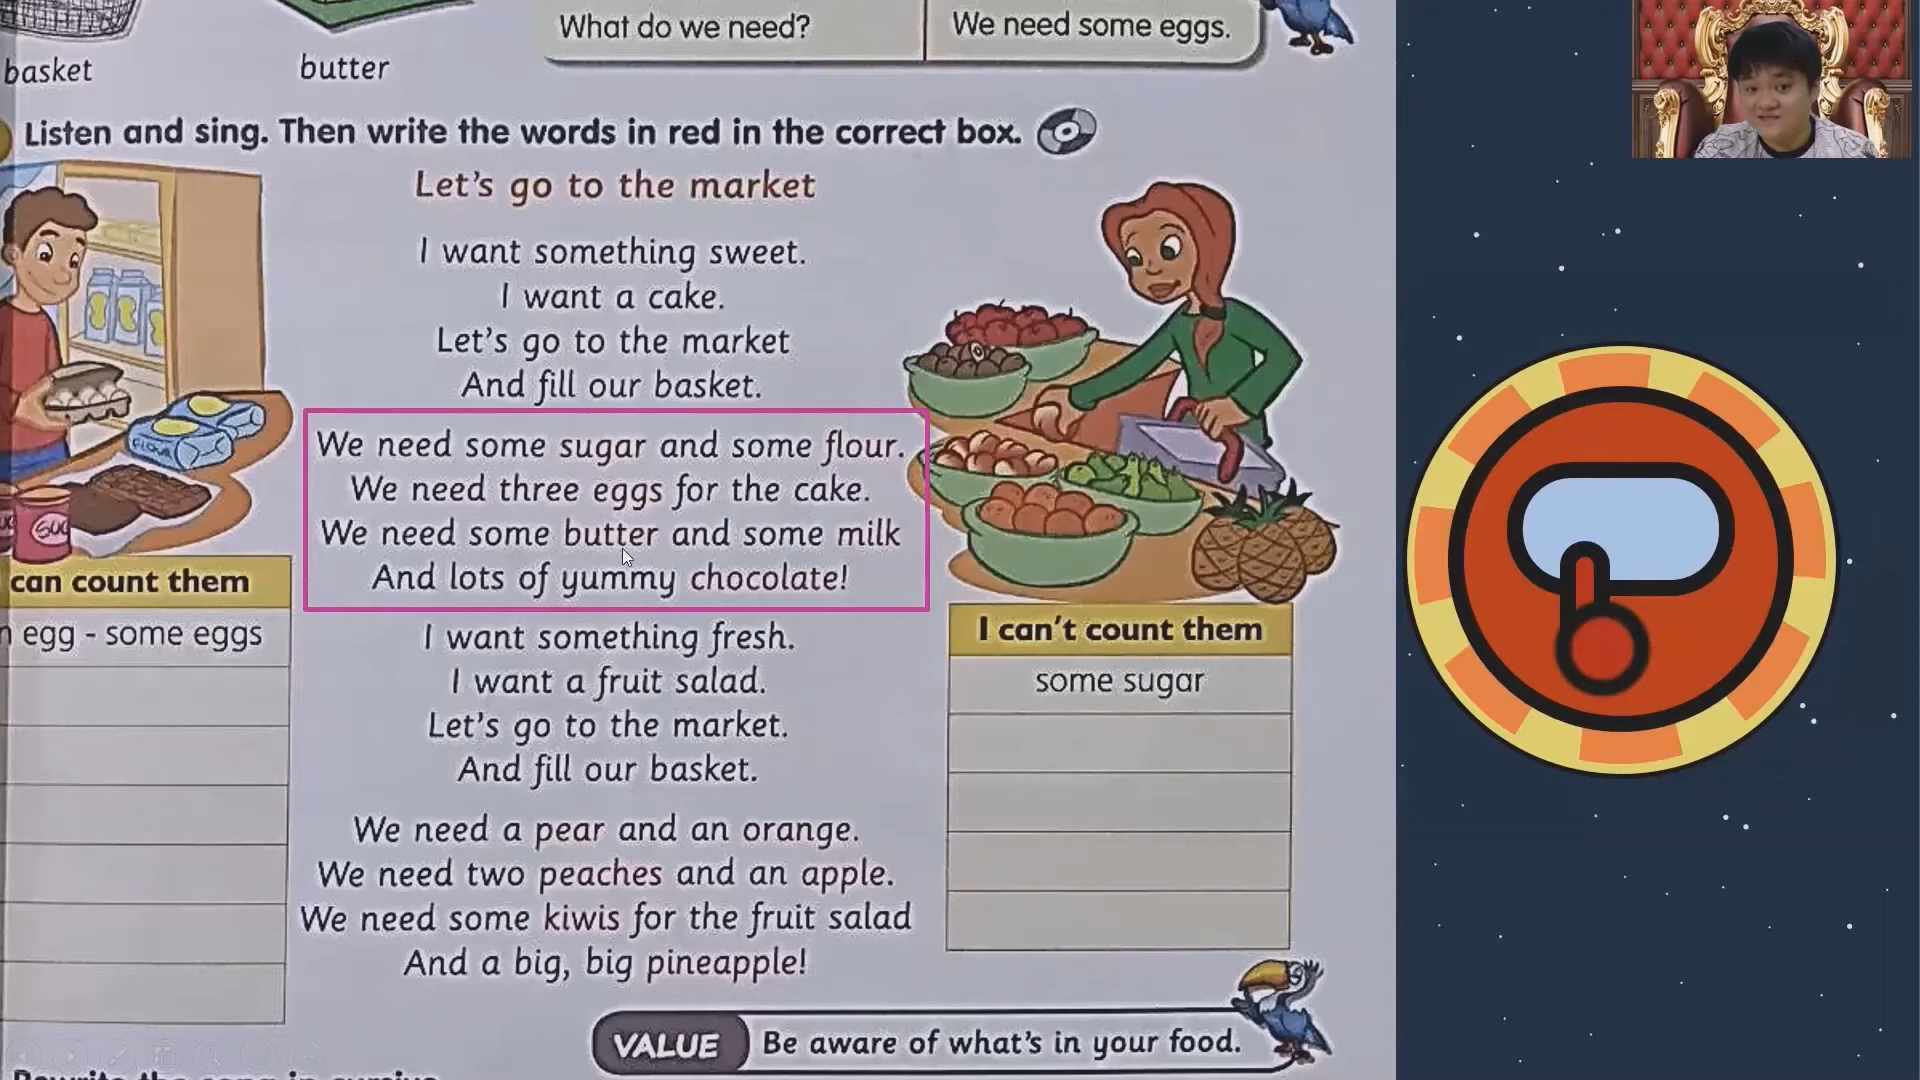 What do we need?
We need some eggs.
basket
butter
Listen and sing. Then write the words in red in the correct box.
Let's go to the market
I want something sweet.
I want a cake.
Let's go to the market
And fill our basket.
We need some sugar and some flour.
We need three eggs for the cake.
We need some butter and some milk
And lots of yummy chocolate!
I want something fresh.
I want a fruit salad.
Let's go to the market.
And fill our basket.
We need a pear and an orange.
We need two peaches and an apple.
We need some kiwis for the fruit salad
And a big, big pineapple!
FLOUR
SUG
can count them
n egg - some eggs
I can't count them
some sugar
VALUE Be aware of what's in your food.